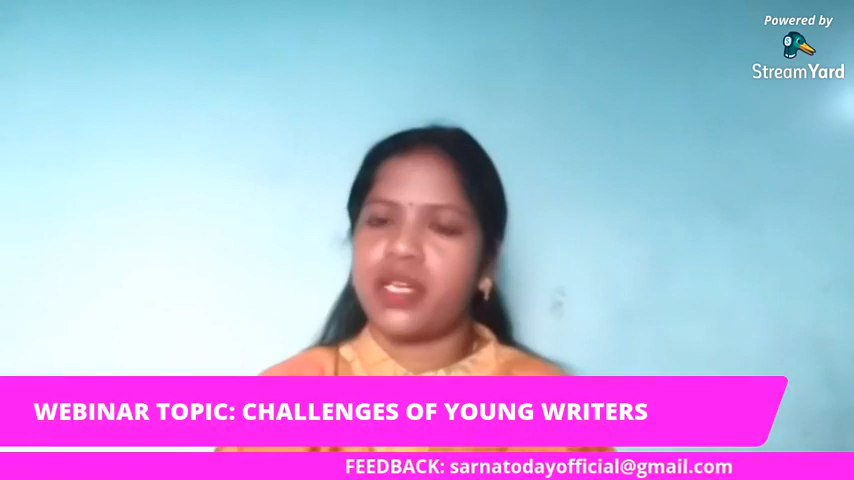 Powered by
StreamYard
WEBINAR TOPIC: CHALLENGES OF YOUNG WRITERS
FEEDBACK: sarnatodayofficial@gmail.com